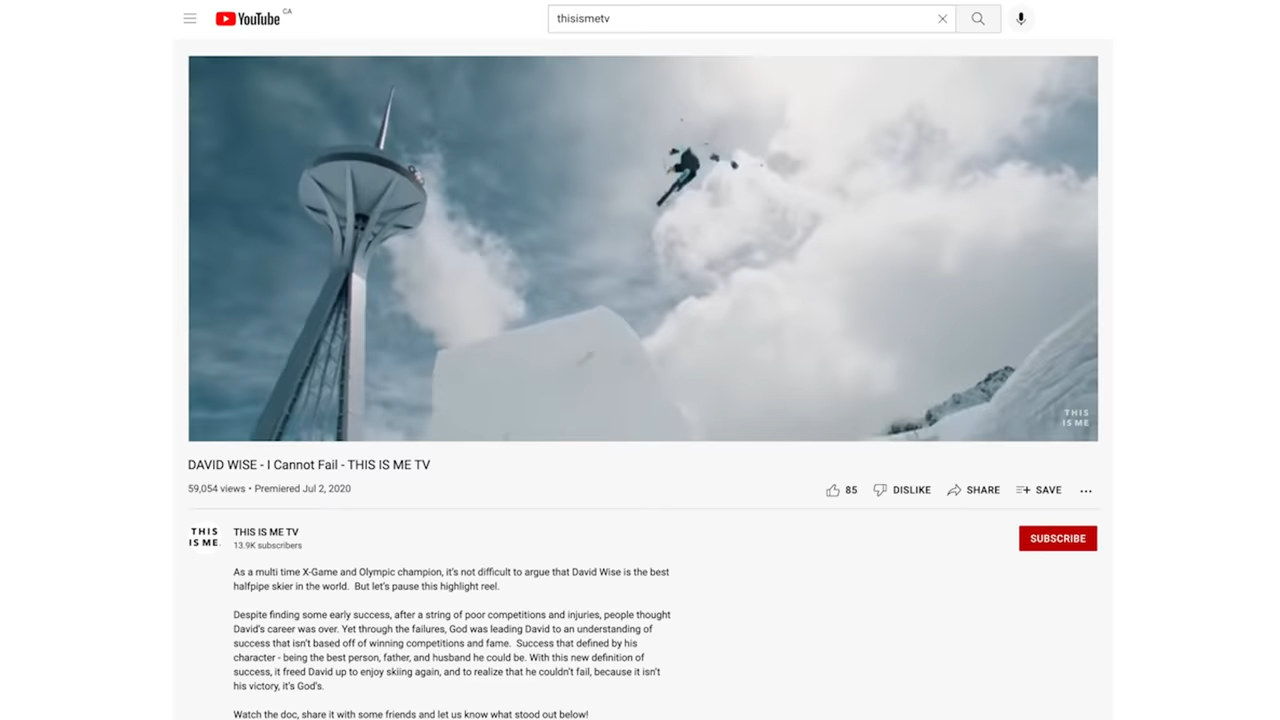 YouTube CA
thisismetv
THIS
IS ME
DAVID WISE - I Cannot Fail - THIS IS ME TV
59,054 views • Premiered Jul 2, 2020
85 DISLIKE SHARE SAVE
THIS
IS ME.
THIS IS ME TV
13.9K subscribers
SUBSCRIBE
As a multi time X-Game and Olympic champion, it's not difficult to argue that David Wise is the best
halfpipe skier in the world.  But let's pause this highlight reel.
Despite finding some early success, after a string of poor competitions and injuries, people thought
David's career was over. Yet through the failures, God was leading David to an understanding of
success that isn't based off of winning competitions and fame.  Success that defined by his
character - being the best person, father, and husband he could be. With this new definition of
success, it freed David up to enjoy skiing again, and to realize that he couldn't fail, because it isn't
his victory, it's God's.
Watch the doc, share it with some friends and let us know what stood out below!